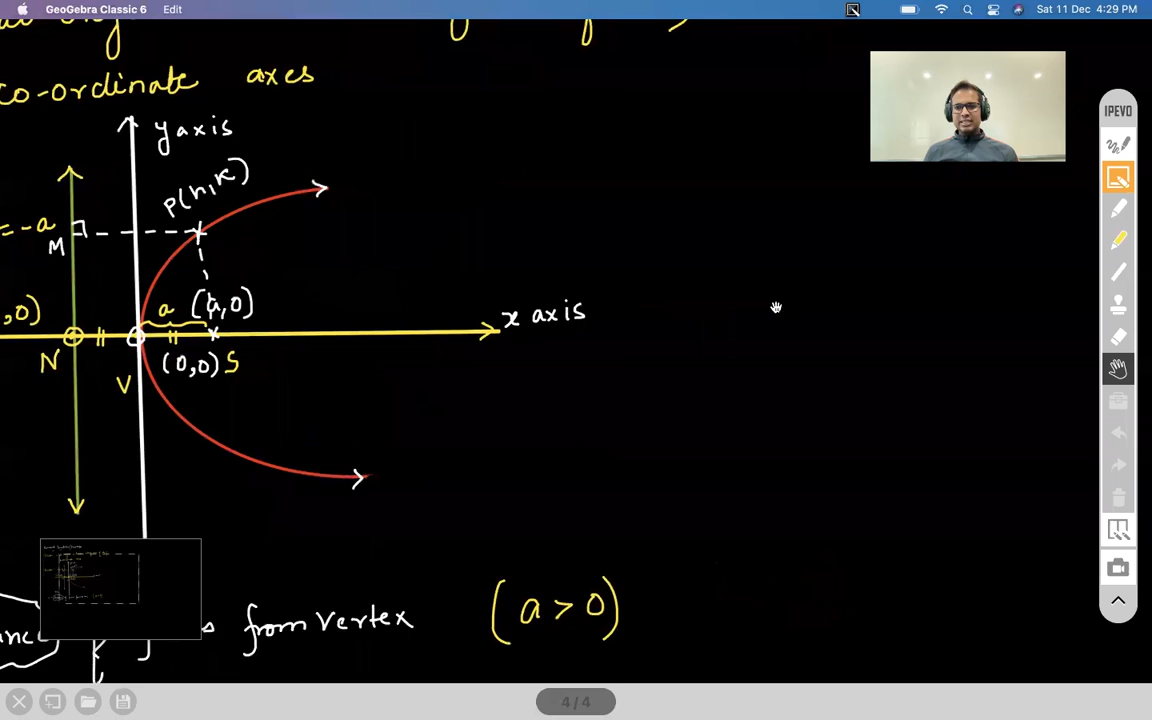 GeoGebra Classic 6 Edit Sat 11 Dec 4:29 PM
co-ordinate axes
IPEVO
y axis
P(h,k)
= -a
M
,0) a (a,0)
x axis
N (0,0) S
V
from vertex (a > 0)
4 / 4